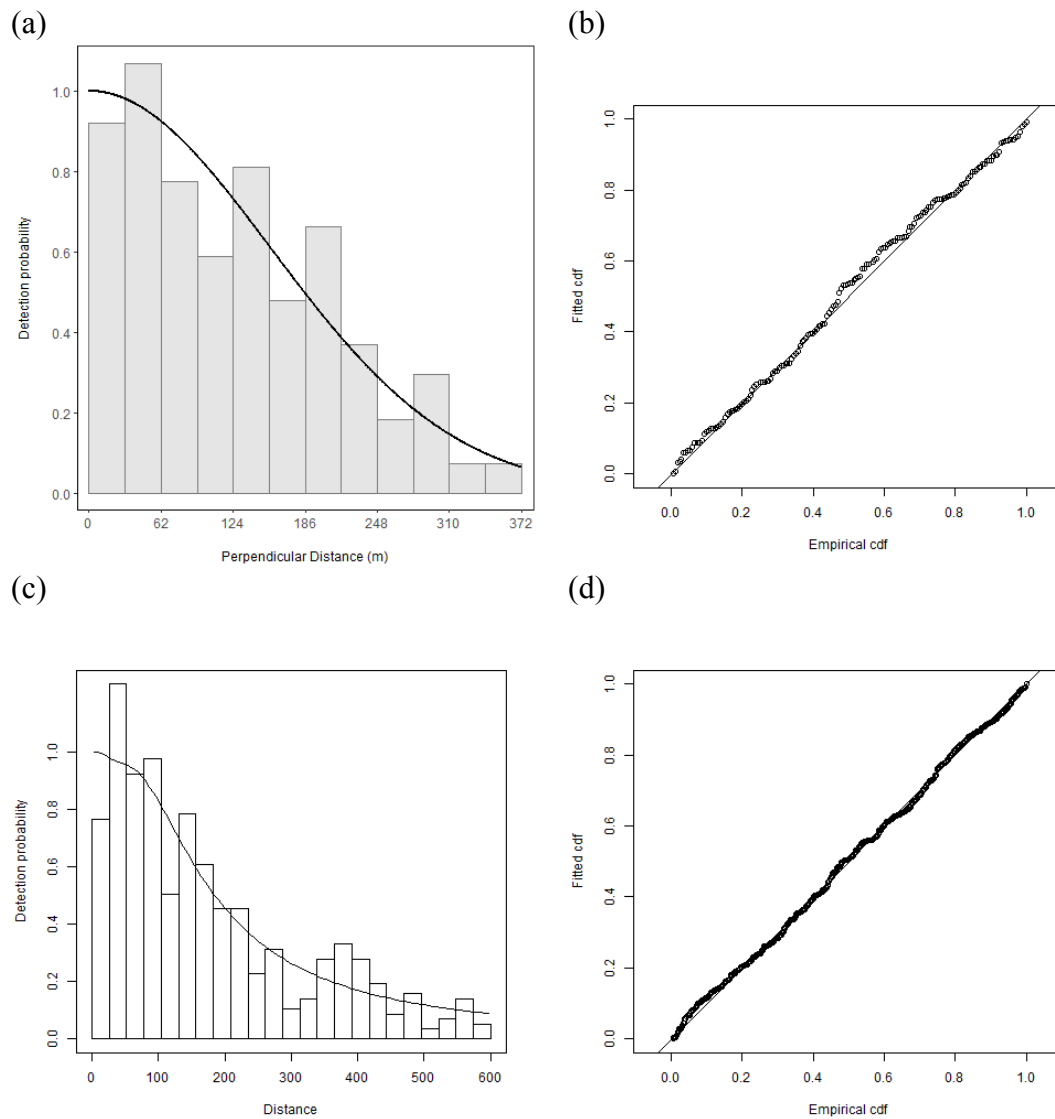 (a)
Detection probability
1.0
0.8
0.6
0.4
0.2
0.0
0 62 124 186 248 310 372
Perpendicular Distance (m)
(b)
Fitted cdf
1.0
0.8
0.6
0.4
0.2
0.0
0.0 0.2 0.4 0.6 0.8 1.0
Empirical cdf
(c)
Detection probability
1.0
0.8
0.6
0.4
0.2
0.0
0 100 200 300 400 500 600
Distance
(d)
Fitted cdf
1.0
0.8
0.6
0.4
0.2
0.0
0.0 0.2 0.4 0.6 0.8 1.0
Empirical cdf